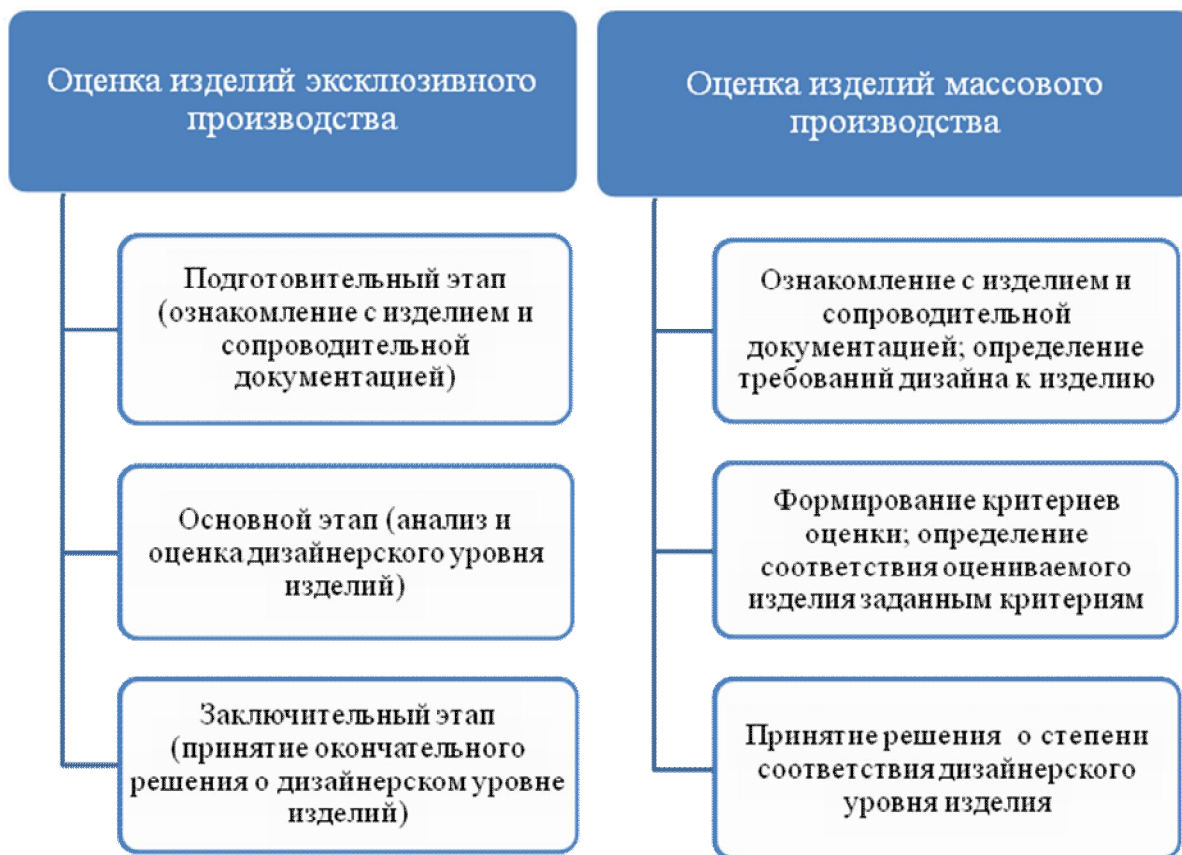 Оценка изделий эксклюзивного
производства
Подготовительный этап
(ознакомление с изделием и
сопроводительной
документацией)
Основной этап (анализ и
оценка дизайнерского уровня
изделий)
Заключительный этап
(принятие окончательного
решения о дизайнерском уровне
изделий)
Оценка изделий массового
производства
Ознакомление с изделием и
сопроводительной
документацией; определение
требований дизайна к изделию
Формирование критериев
оценки; определение
соответствия оцениваемого
изделия заданным критериям
Принятие решения о степени
соответствия дизайнерского
уровня изделия